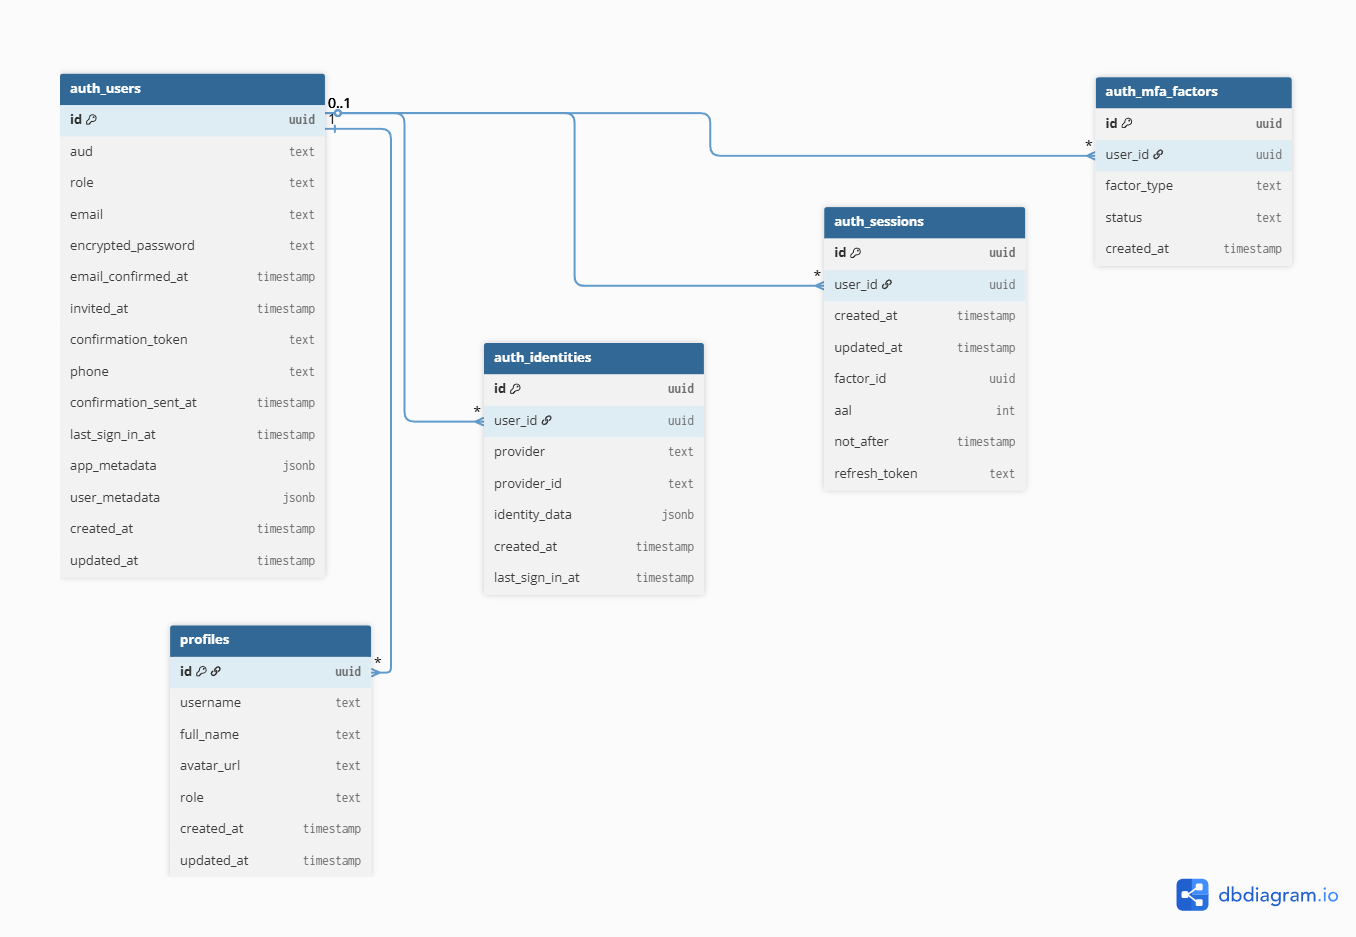 auth_users
id uuid
aud text
role text
email text
encrypted_password text
email_confirmed_at timestamp
invited_at timestamp
confirmation_token text
phone text
confirmation_sent_at timestamp
last_sign_in_at timestamp
app_metadata jsonb
user_metadata jsonb
created_at timestamp
updated_at timestamp
0..1
1
auth_mfa_factors
id uuid
* user_id uuid
factor_type text
status text
created_at timestamp
auth_sessions
id uuid
* user_id uuid
created_at timestamp
updated_at timestamp
factor_id uuid
aal int
not_after timestamp
refresh_token text
auth_identities
id uuid
* user_id uuid
provider text
provider_id text
identity_data jsonb
created_at timestamp
last_sign_in_at timestamp
profiles
id uuid *
username text
full_name text
avatar_url text
role text
created_at timestamp
updated_at timestamp
dbdiagram.io